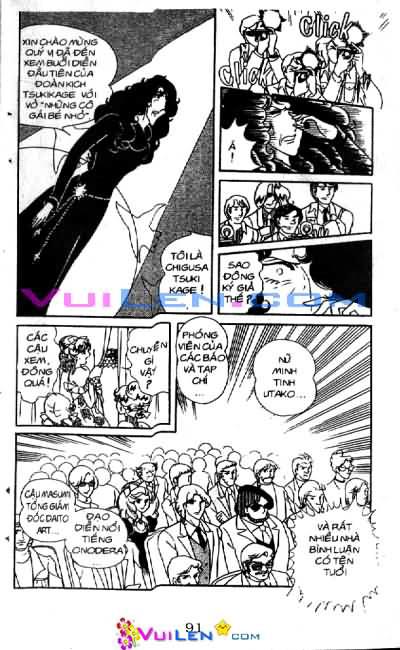 XIN CHÀO MỪNG
QUÝ VỊ ĐÃ ĐẾN
XEM BUỔI DIỄN
ĐẦU TIÊN CỦA
ĐOÀN KỊCH
TSUKIKAGE VỚI
VỞ "NHỮNG CÔ
GÁI BÉ NHỎ"
CLICK
CLICK
Á!
TÔI LÀ
CHIGUSA
TSUKI
KAGE!
SAO
ĐÔNG
KÝ GIẢ
THẾ?
VUILEN.COM
CÁC
CẬU
XEM,
ĐÔNG
QUÁ!
CHUYỆN
GÌ
VẬY
?
PHÓNG
VIÊN CỦA
CÁC BÁO
VÀ TẠP
CHÍ
...
NỮ
MINH TINH
UTAKO...
CẬU MASUMI
TỔNG GIÁM
ĐỐC DAITO
ART...
ĐẠO
DIỄN NỔI
TIẾNG
ONODERA
VÀ RẤT
NHIỀU NHÀ
BÌNH LUẬN
CÓ TÊN
TUỔI
91
VUILEN.COM